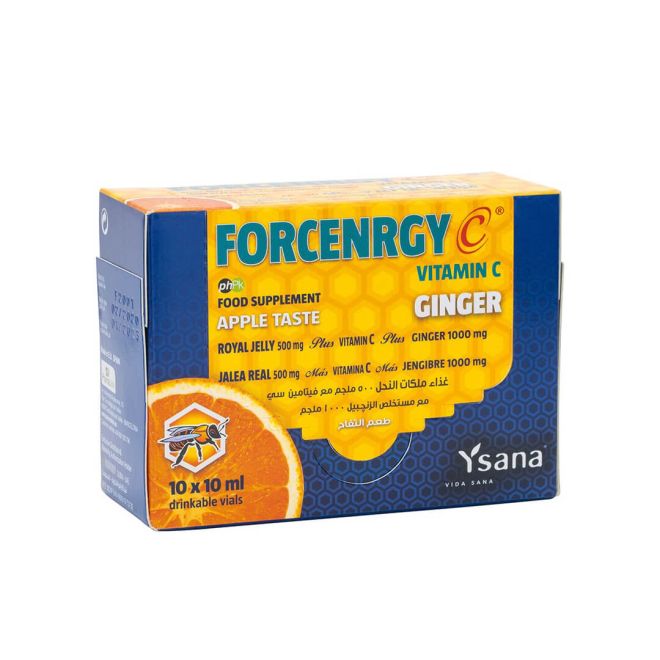 FORCENRGY C®
VITAMIN C
phPk
FOOD SUPPLEMENT
GINGER
APPLE TASTE
ROYAL JELLY 500 mg Plus VITAMIN C Plus GINGER 1000 mg
JALEA REAL 500 mg Más VITAMINA C Más JENGIBRE 1000 mg
غذاء ملكات النحل ٥٠٠ ملجم مع فيتامين سي
مع مستخلص الزنجبيل ١٠٠٠ ملجم
طعم التفاح
10 x 10 ml
drinkable vials
Ysana
VIDA SANA